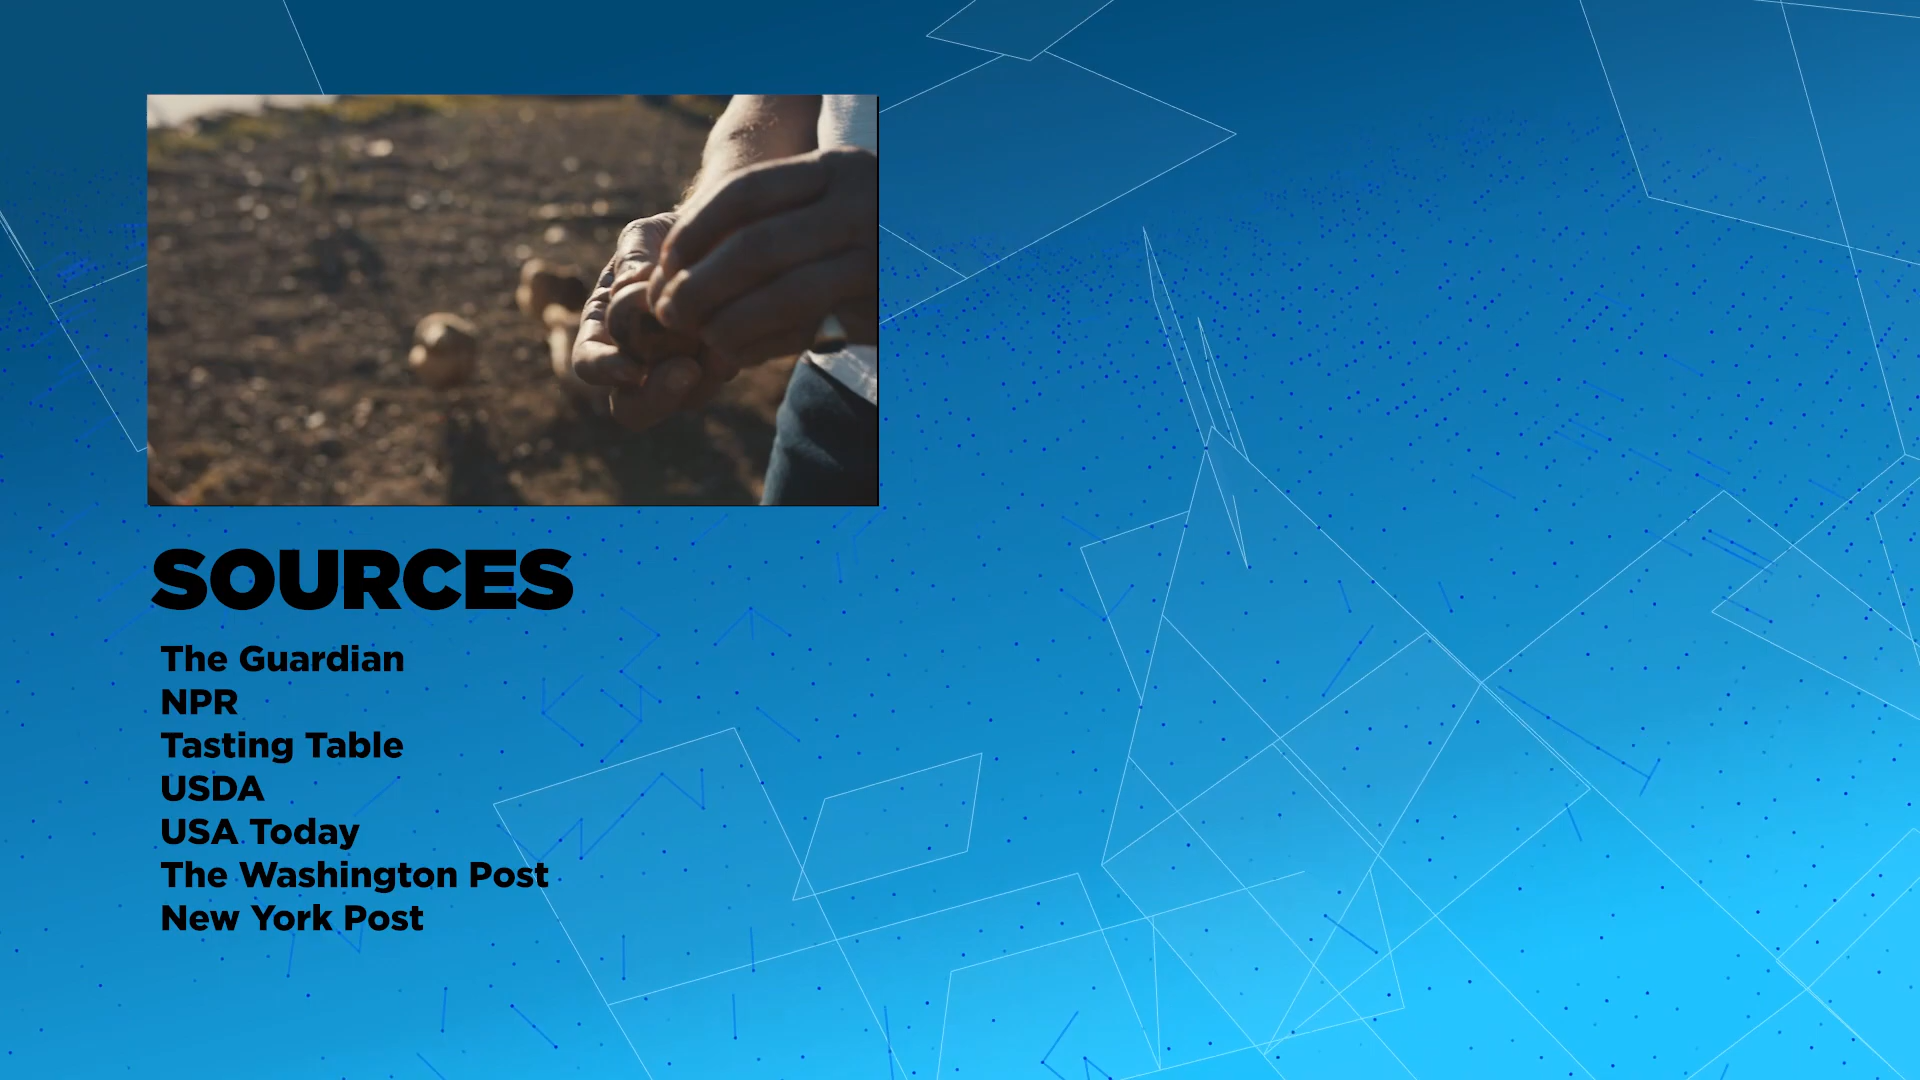 SOURCES
The Guardian
NPR
Tasting Table
USDA
USA Today
The Washington Post
New York Post